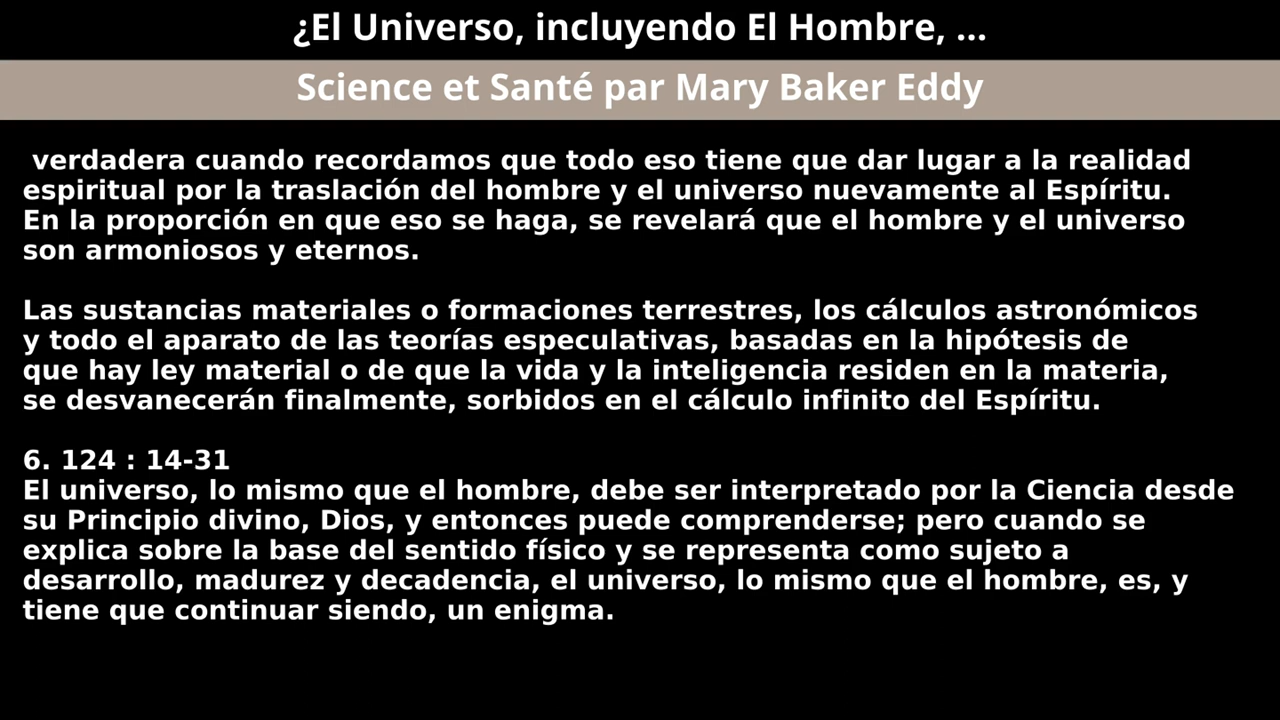 ¿El Universo, incluyendo El Hombre, ...
Science et Santé par Mary Baker Eddy
verdadera cuando recordamos que todo eso tiene que dar lugar a la realidad
espiritual por la traslación del hombre y el universo nuevamente al Espíritu.
En la proporción en que eso se haga, se revelará que el hombre y el universo
son armoniosos y eternos.
Las sustancias materiales o formaciones terrestres, los cálculos astronómicos
y todo el aparato de las teorías especulativas, basadas en la hipótesis de
que hay ley material o de que la vida y la inteligencia residen en la materia,
se desvanecerán finalmente, sorbidos en el cálculo infinito del Espíritu.
6. 124 : 14-31
El universo, lo mismo que el hombre, debe ser interpretado por la Ciencia desde
su Principio divino, Dios, y entonces puede comprenderse; pero cuando se
explica sobre la base del sentido físico y se representa como sujeto a
desarrollo, madurez y decadencia, el universo, lo mismo que el hombre, es, y
tiene que continuar siendo, un enigma.